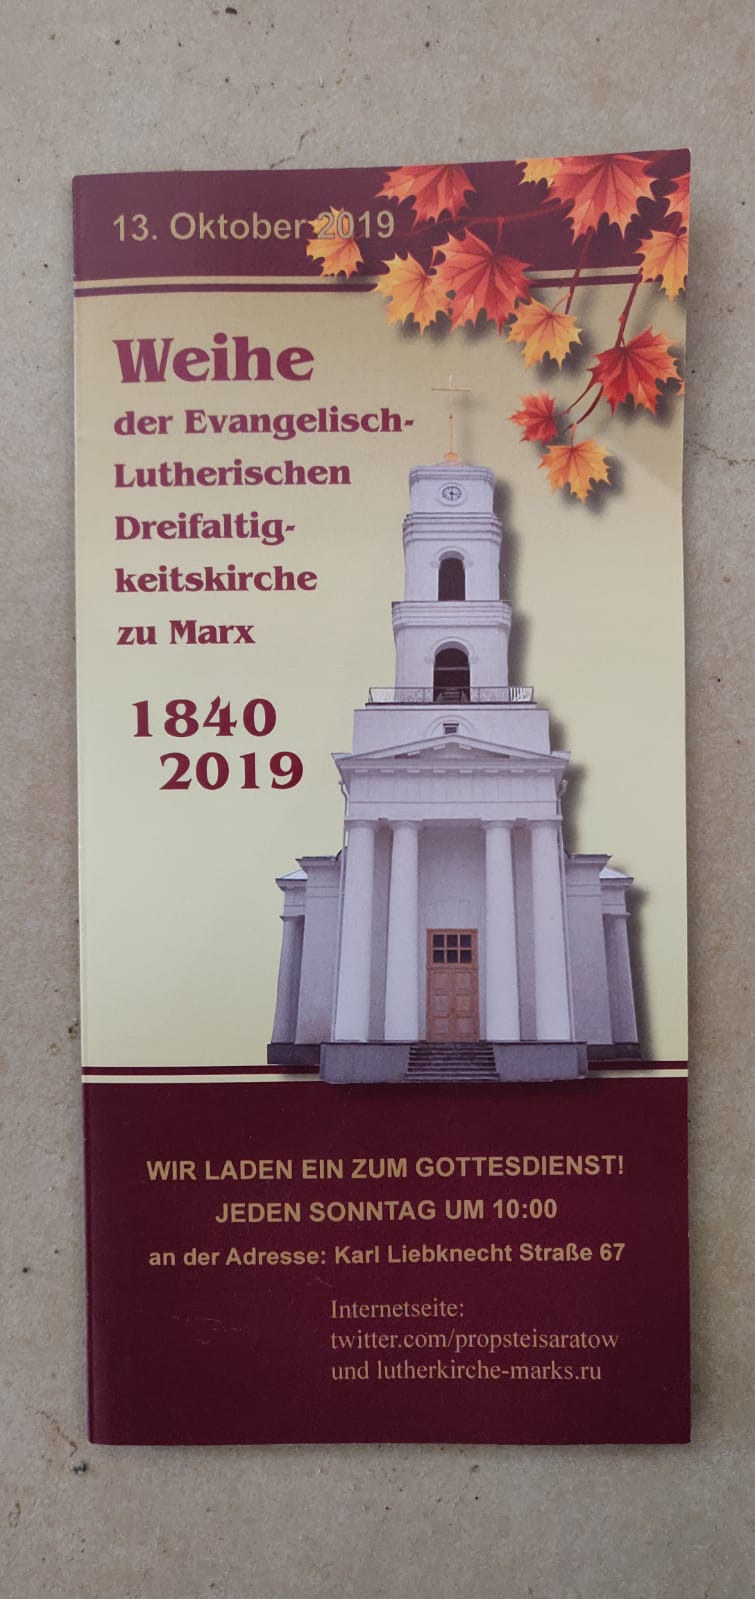 13. Oktober 2019
Weihe
der Evangelisch-
Lutherischen
Dreifaltig-
keitskirche
zu Marx
1840
2019
WIR LADEN EIN ZUM GOTTESDIENST!
JEDEN SONNTAG UM 10:00
an der Adresse: Karl Liebknecht Straße 67
Internetseite:
twitter.com/propsteisaratow
und lutherkirche-marks.ru